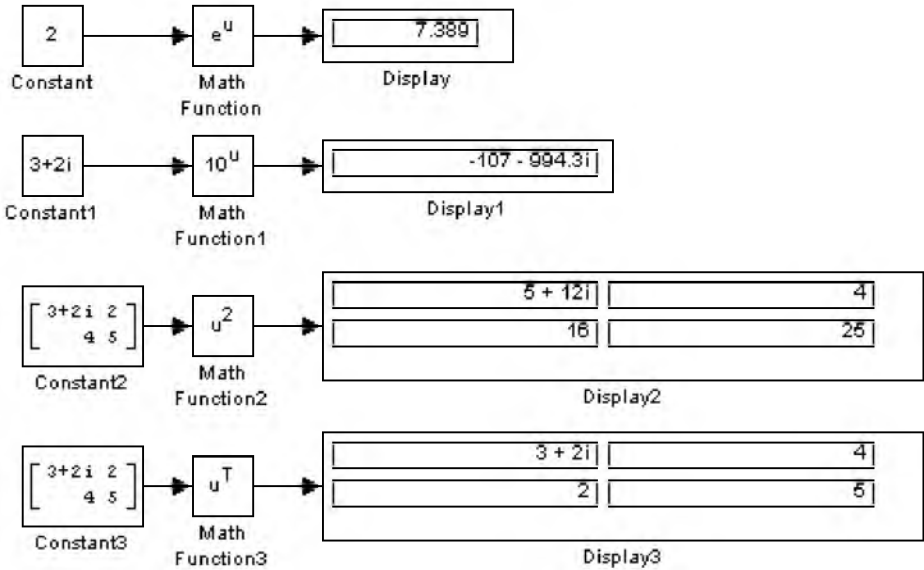 2
e^u
7.389
Constant
Math
Function
Display
3+2i
10^u
-107 - 994.3i
Constant1
Math
Function1
Display1
3+2i 2
4 5
u^2
5 + 12i
4
16
25
Constant2
Math
Function2
Display2
3+2i 2
4 5
u^T
3 + 2i
4
2
5
Constant3
Math
Function3
Display3